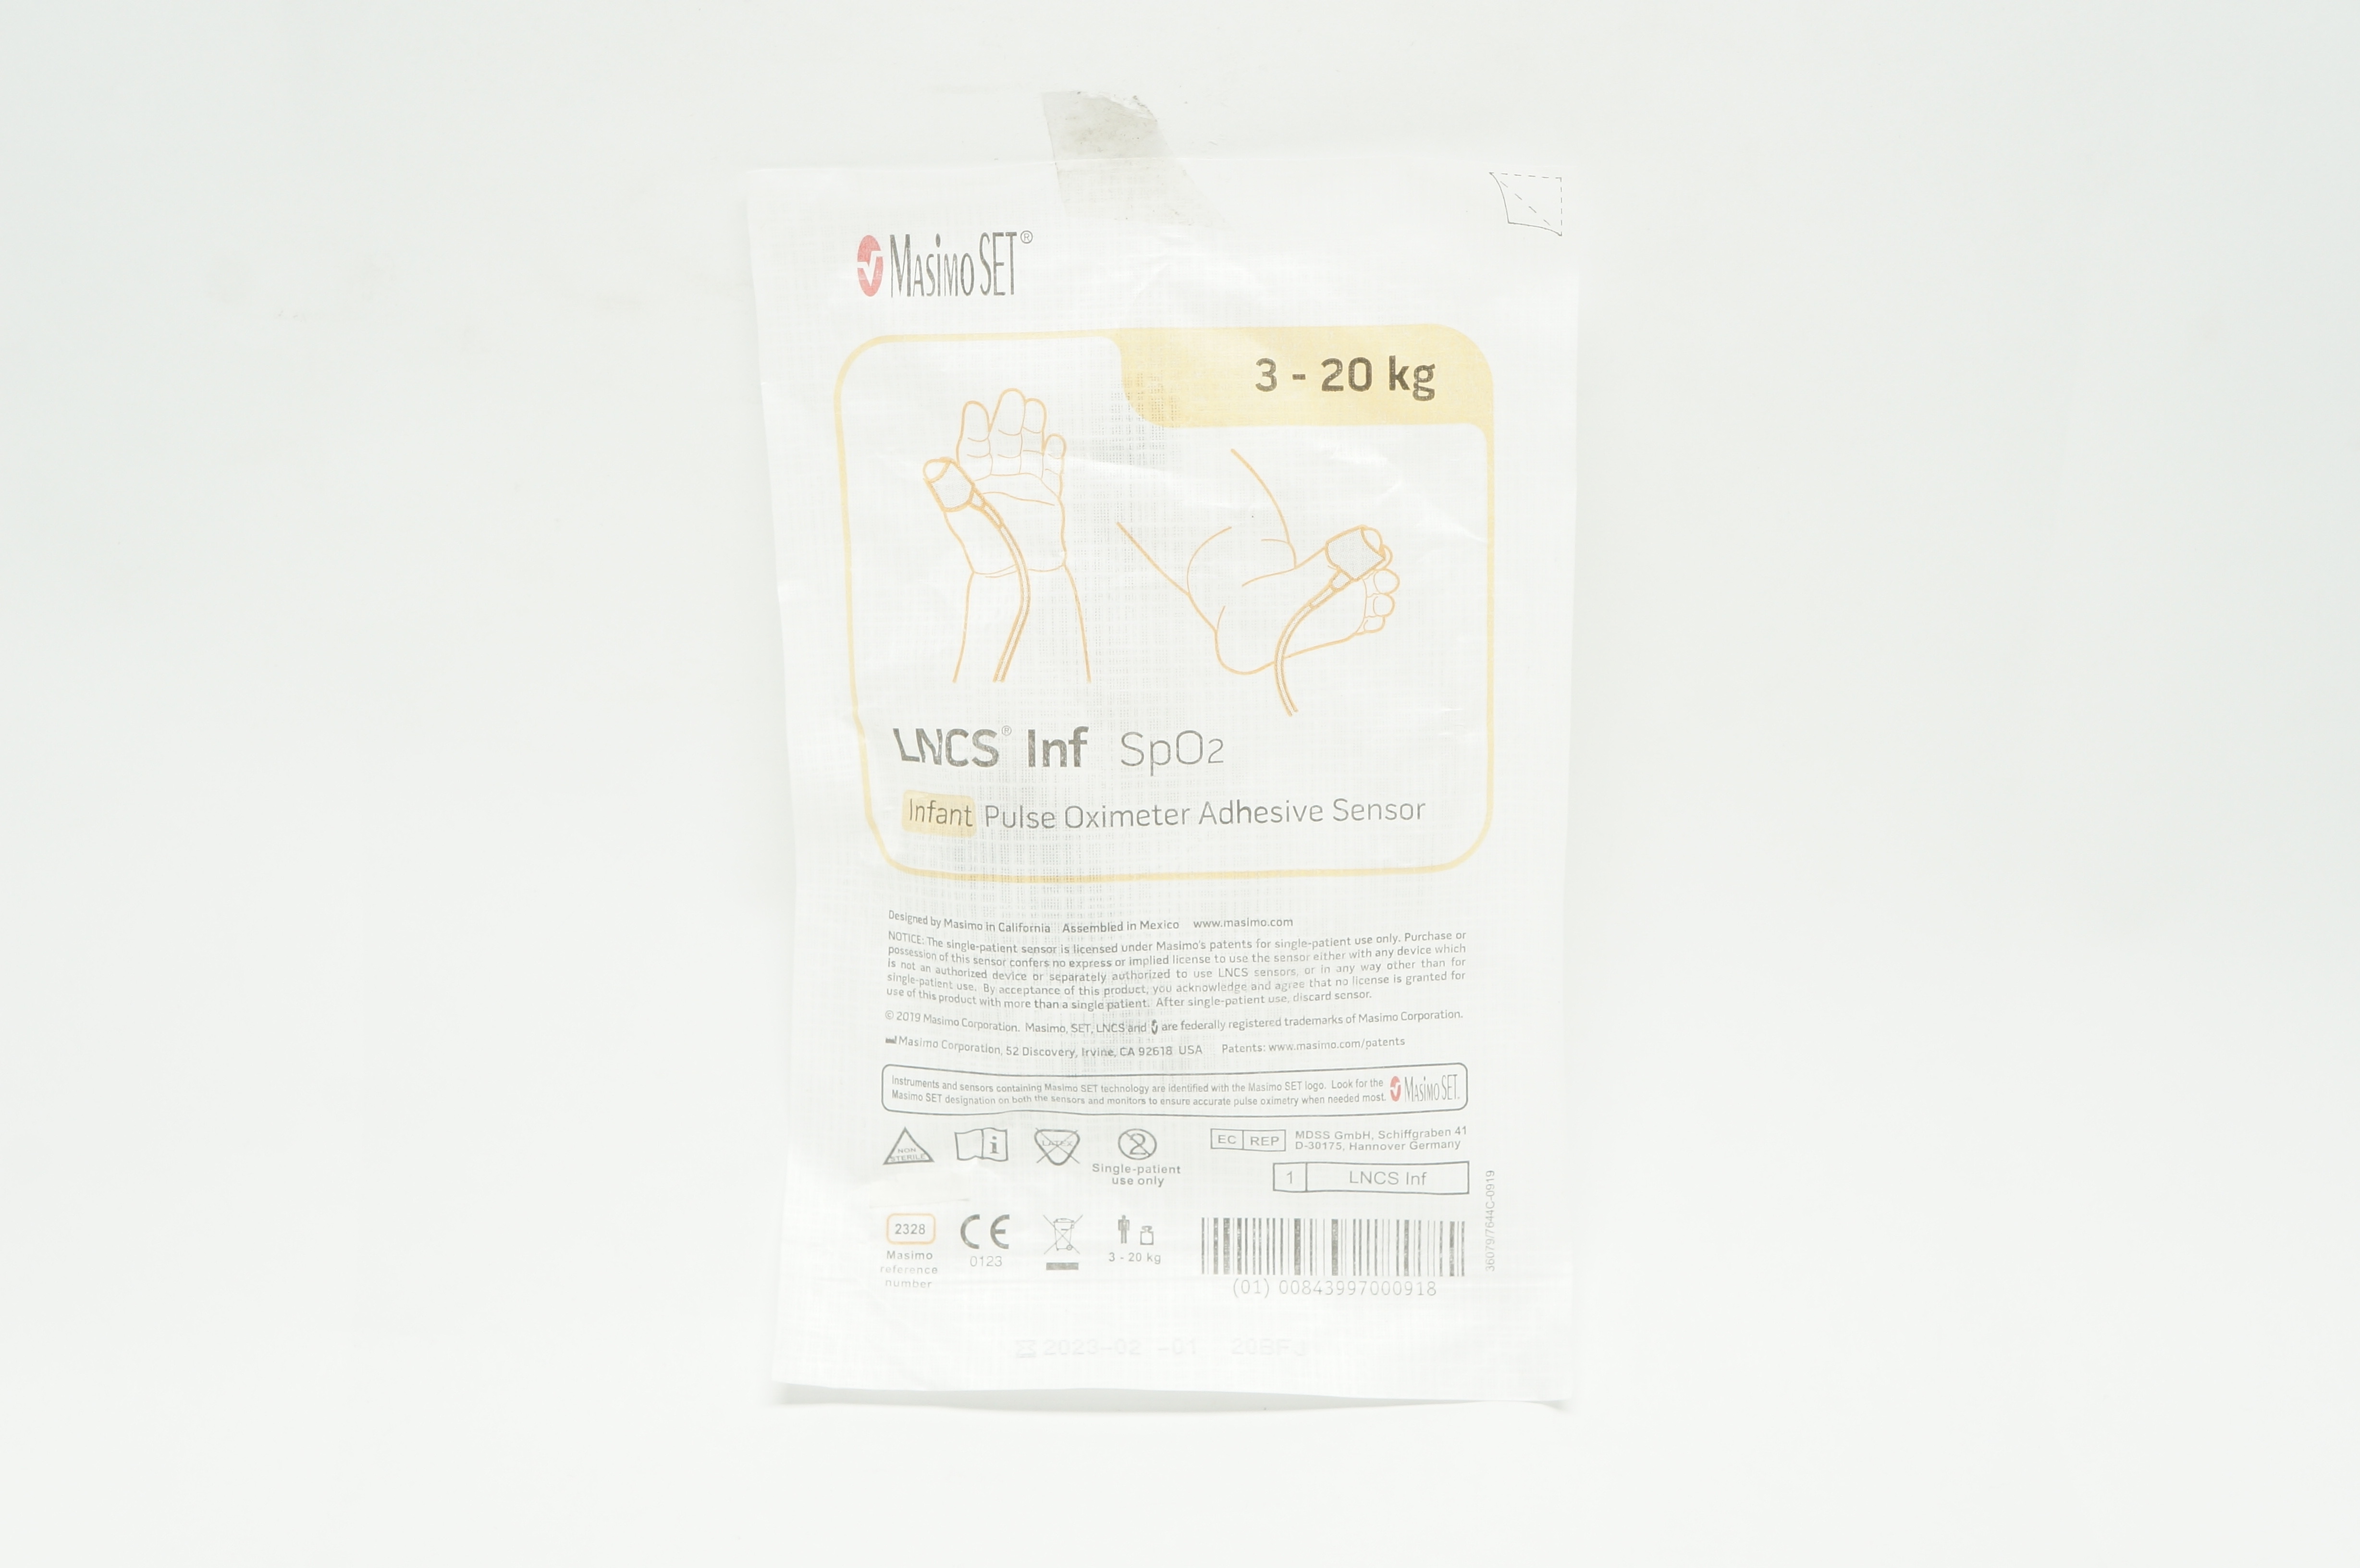 MasimoSET®
3 - 20 kg
LNCS® Inf SpO2
Infant Pulse Oximeter Adhesive Sensor
Designed by Masimo in California Assembled in Mexico www.masimo.com
NOTICE: The single-patient sensor is licensed under Masimo's patents for single-patient use only. Purchase or
possession of this sensor confers no express or implied license to use the sensor either with any device which
is not an authorized device or separately authorized to use LNCS sensors, or in any way other than for
single-patient use. By acceptance of this product, you acknowledge and agree that no license is granted for
use of this product with more than a single patient. After single-patient use, discard sensor.
© 2019 Masimo Corporation. Masimo, SET, LNCS and are federally registered trademarks of Masimo Corporation.
Masimo Corporation, 52 Discovery, Irvine, CA 92618 USA Patents: www.masimo.com/patents
Instruments and sensors containing Masimo SET technology are identified with the Masimo SET logo. Look for the
Masimo SET designation on both the sensors and monitors to ensure accurate pulse oximetry when needed most.
MasimoSET.
NON
STERILE
i
LATEX
2
Single-patient
use only
EC REP
MDSS GmbH, Schiffgraben 41
D-30175, Hannover Germany
1 LNCS Inf
2328
Masimo
reference
number
CE
0123
3 - 20 kg
(01) 00843997000918
36079/7644C-0919
2023-02 -01